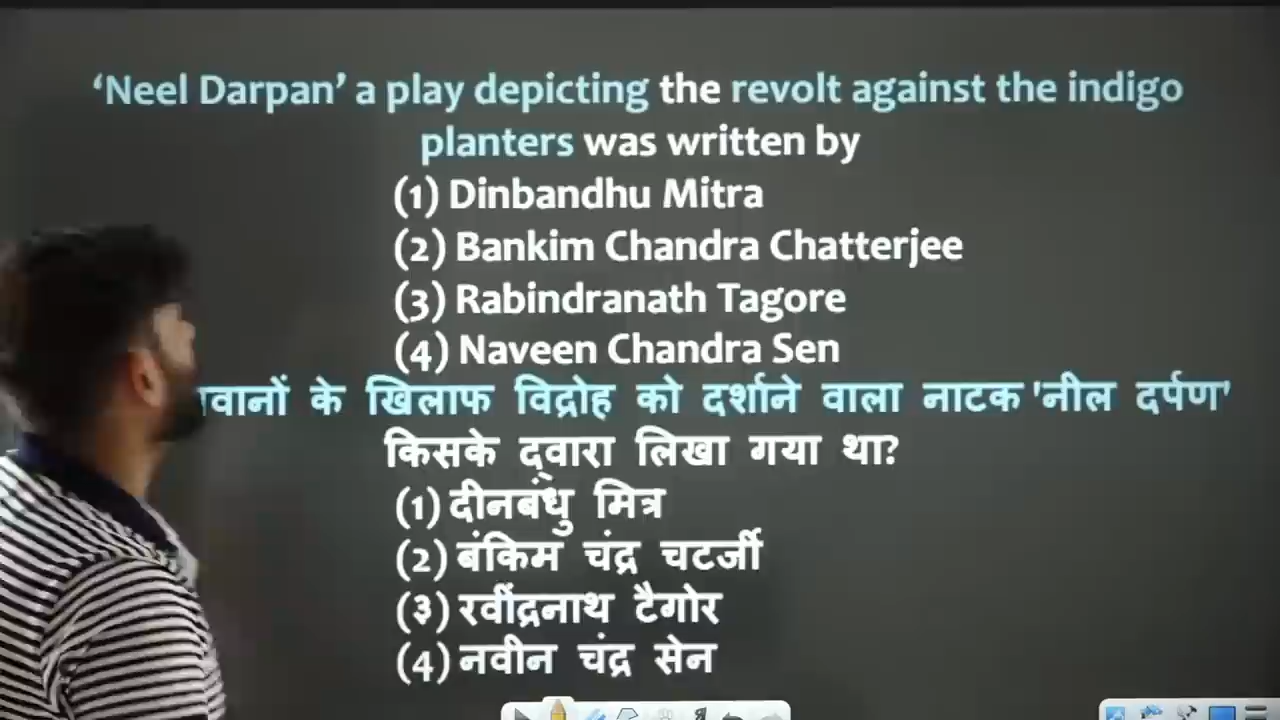 ‘Neel Darpan’ a play depicting the revolt against the indigo
planters was written by
(1) Dinbandhu Mitra
(2) Bankim Chandra Chatterjee
(3) Rabindranath Tagore
(4) Naveen Chandra Sen
के खिलाफ विद्रोह को दर्शाने वाला नाटक 'नील दर्पण'
किसके द्वारा लिखा गया था?
(1) दीनबंधु मित्र
(2) बंकिम चंद्र चटर्जी
(3) रवींद्रनाथ टैगोर
(4) नवीन चंद्र सेन